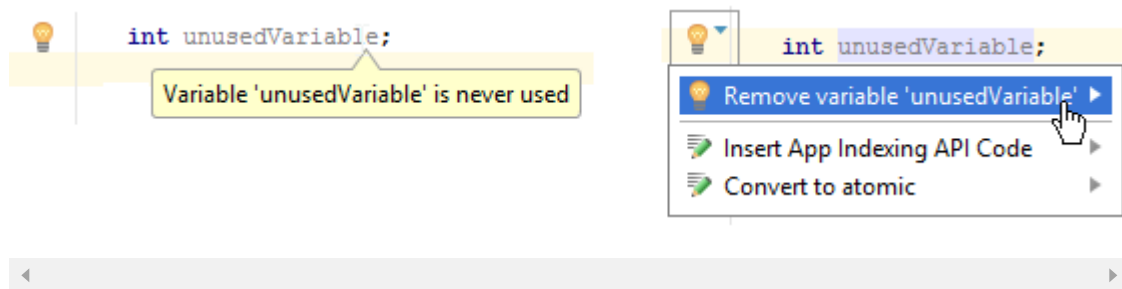 int unusedVariable;
Variable 'unusedVariable' is never used
int unusedVariable;
Remove variable 'unusedVariable'
Insert App Indexing API Code
Convert to atomic